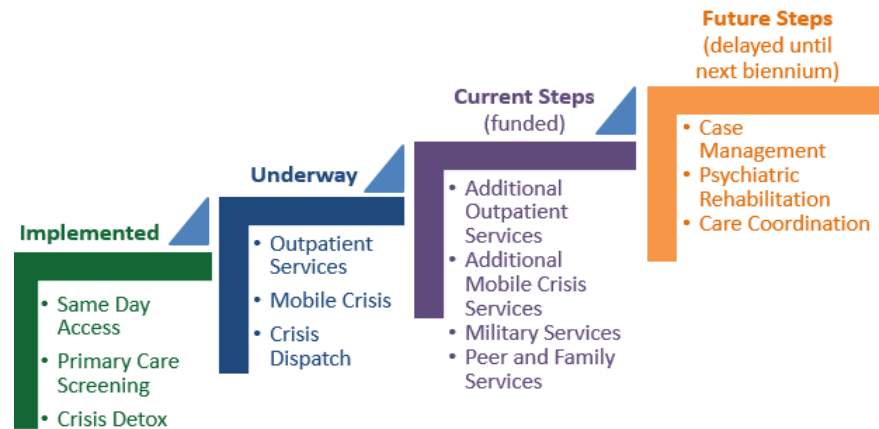 Implemented
• Same Day
Access
• Primary Care
Screening
• Crisis Detox
Underway
• Outpatient
Services
• Mobile Crisis
• Crisis
Dispatch
Current Steps
(funded)
• Additional
Outpatient
Services
• Additional
Mobile Crisis
Services
• Military Services
• Peer and Family
Services
Future Steps
(delayed until
next biennium)
• Case
Management
• Psychiatric
Rehabilitation
• Care Coordination